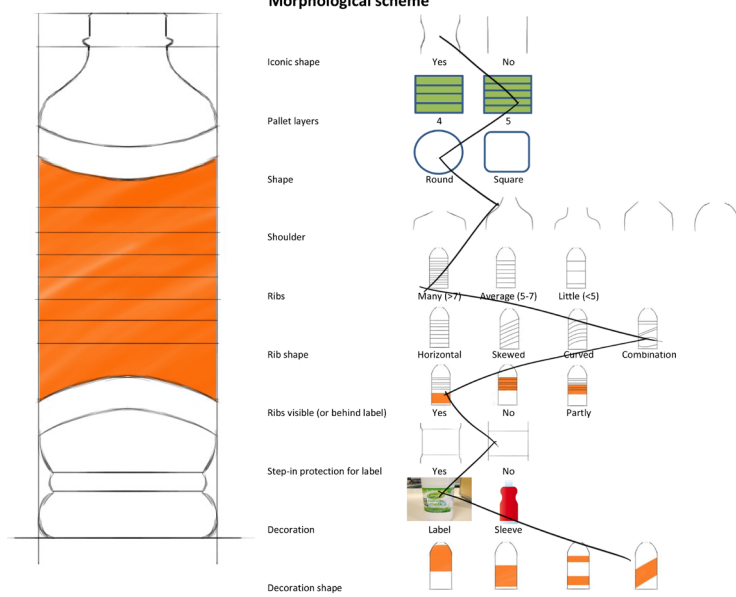 Morphological scheme
Iconic shape Yes No
Pallet layers 4 5
Shape Round Square
Shoulder
Ribs Many (>7) Average (5-7) Little (<5)
Rib shape Horizontal Skewed Curved Combination
Ribs visible (or behind label) Yes No Partly
Step-in protection for label Yes No
Decoration Label Sleeve
Decoration shape